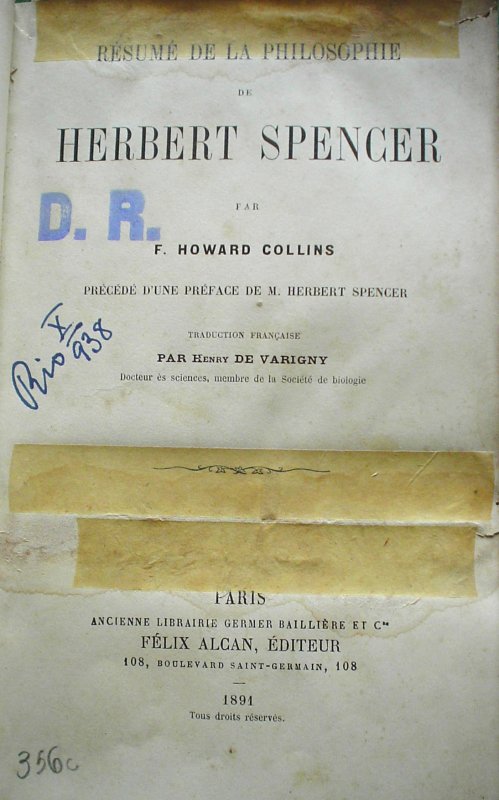 RÉSUMÉ DE LA PHILOSOPHIE
DE
HERBERT SPENCER
PAR
D. R.
F. HOWARD COLLINS
PRÉCÉDÉ D'UNE PRÉFACE DE M. HERBERT SPENCER
TRADUCTION FRANÇAISE
PAR HENRY DE VARIGNY
Docteur ès sciences, membre de la Société de biologie
Rio X 938
PARIS
ANCIENNE LIBRAIRIE GERMER BAILLIÈRE ET Cie
FÉLIX ALCAN, ÉDITEUR
108, BOULEVARD SAINT-GERMAIN, 108
1891
Tous droits réservés.
356c